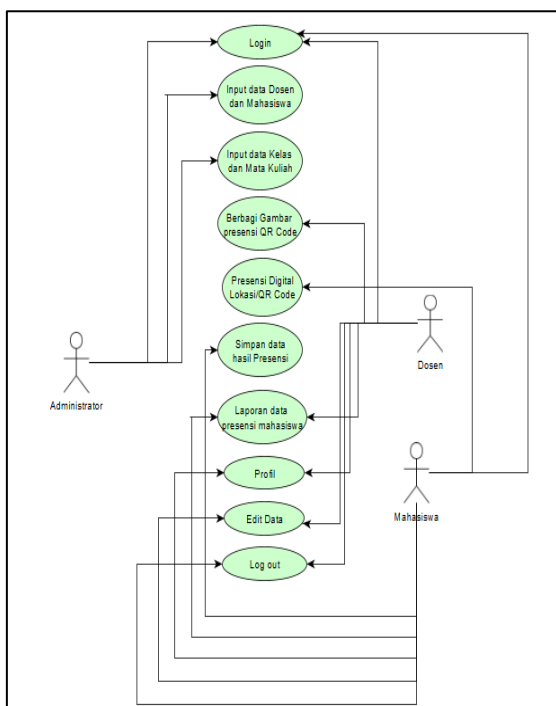 Login
Input data Dosen
dan Mahasiswa
Input data Kelas
dan Mata Kuliah
Berbagi Gambar
presensi QR Code
Presensi Digital
Lokasi/QR Code
Simpan data
hasil Presensi
Laporan data
presensi mahasiswa
Profil
Edit Data
Log out
Administrator
Dosen
Mahasiswa